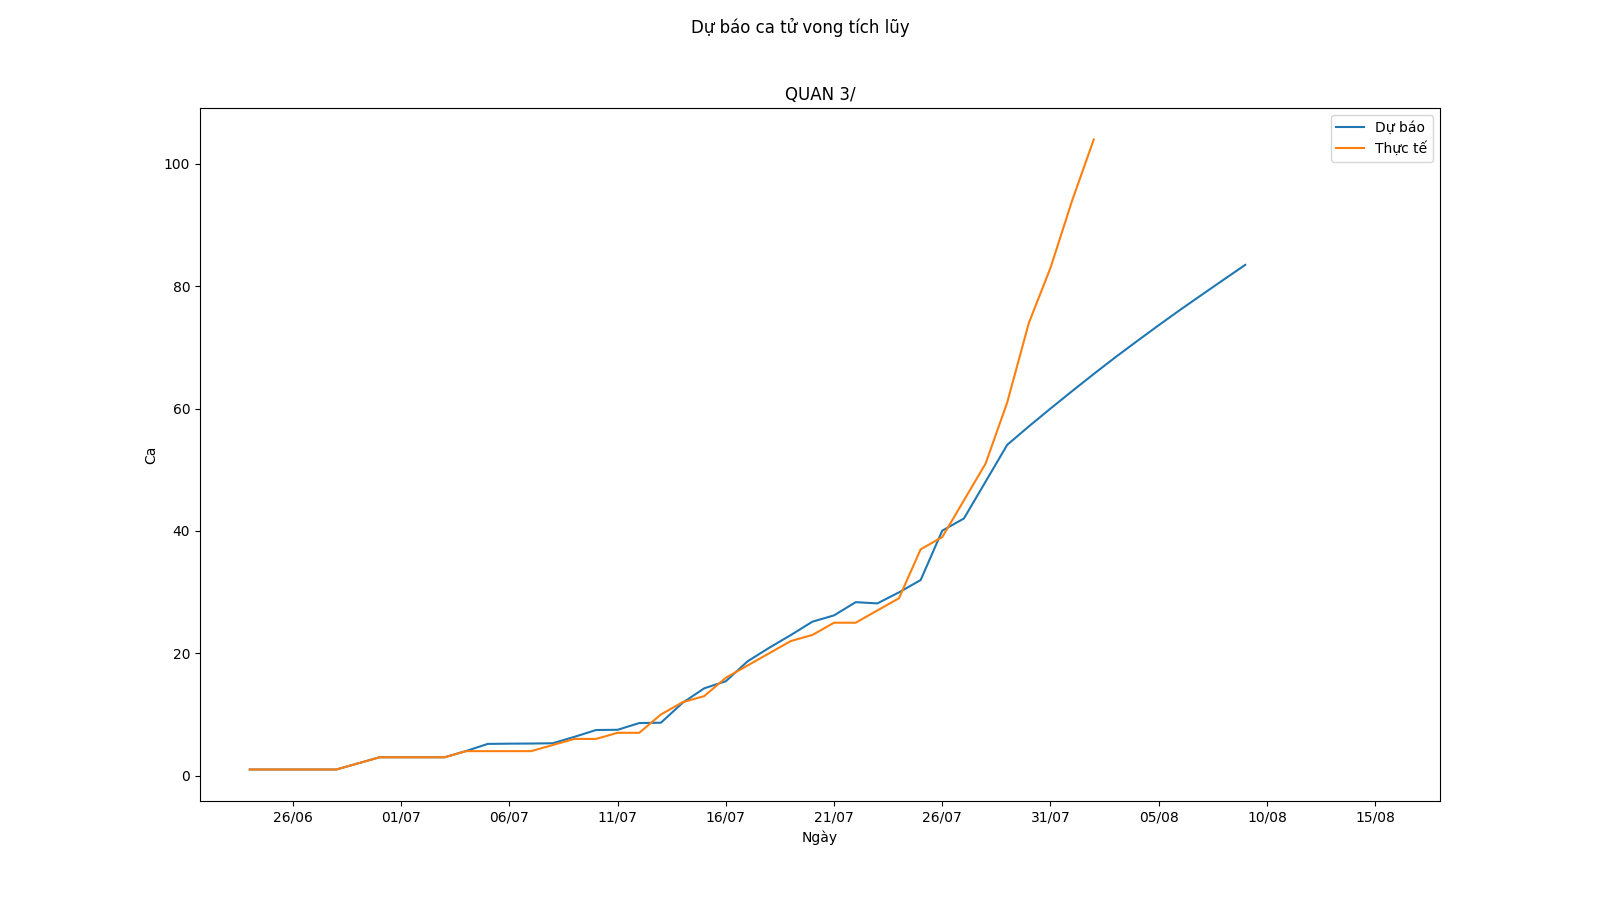 Dự báo ca tử vong tích lũy
QUAN 3/
Dự báo
Thực tế
100
80
60
40
20
0
Ca
26/06 01/07 06/07 11/07 16/07 21/07 26/07 31/07 05/08 10/08 15/08
Ngày